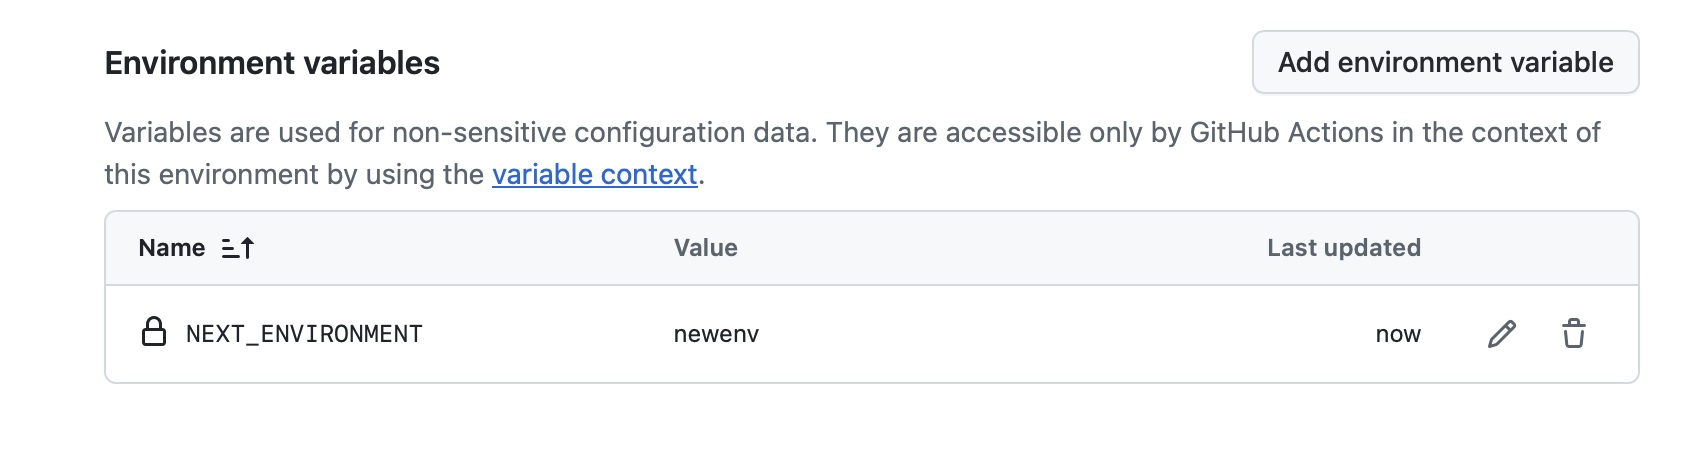 Environment variables
Add environment variable
Variables are used for non-sensitive configuration data. They are accessible only by GitHub Actions in the context of
this environment by using the variable context.
Name Value Last updated
NEXT_ENVIRONMENT newenv now